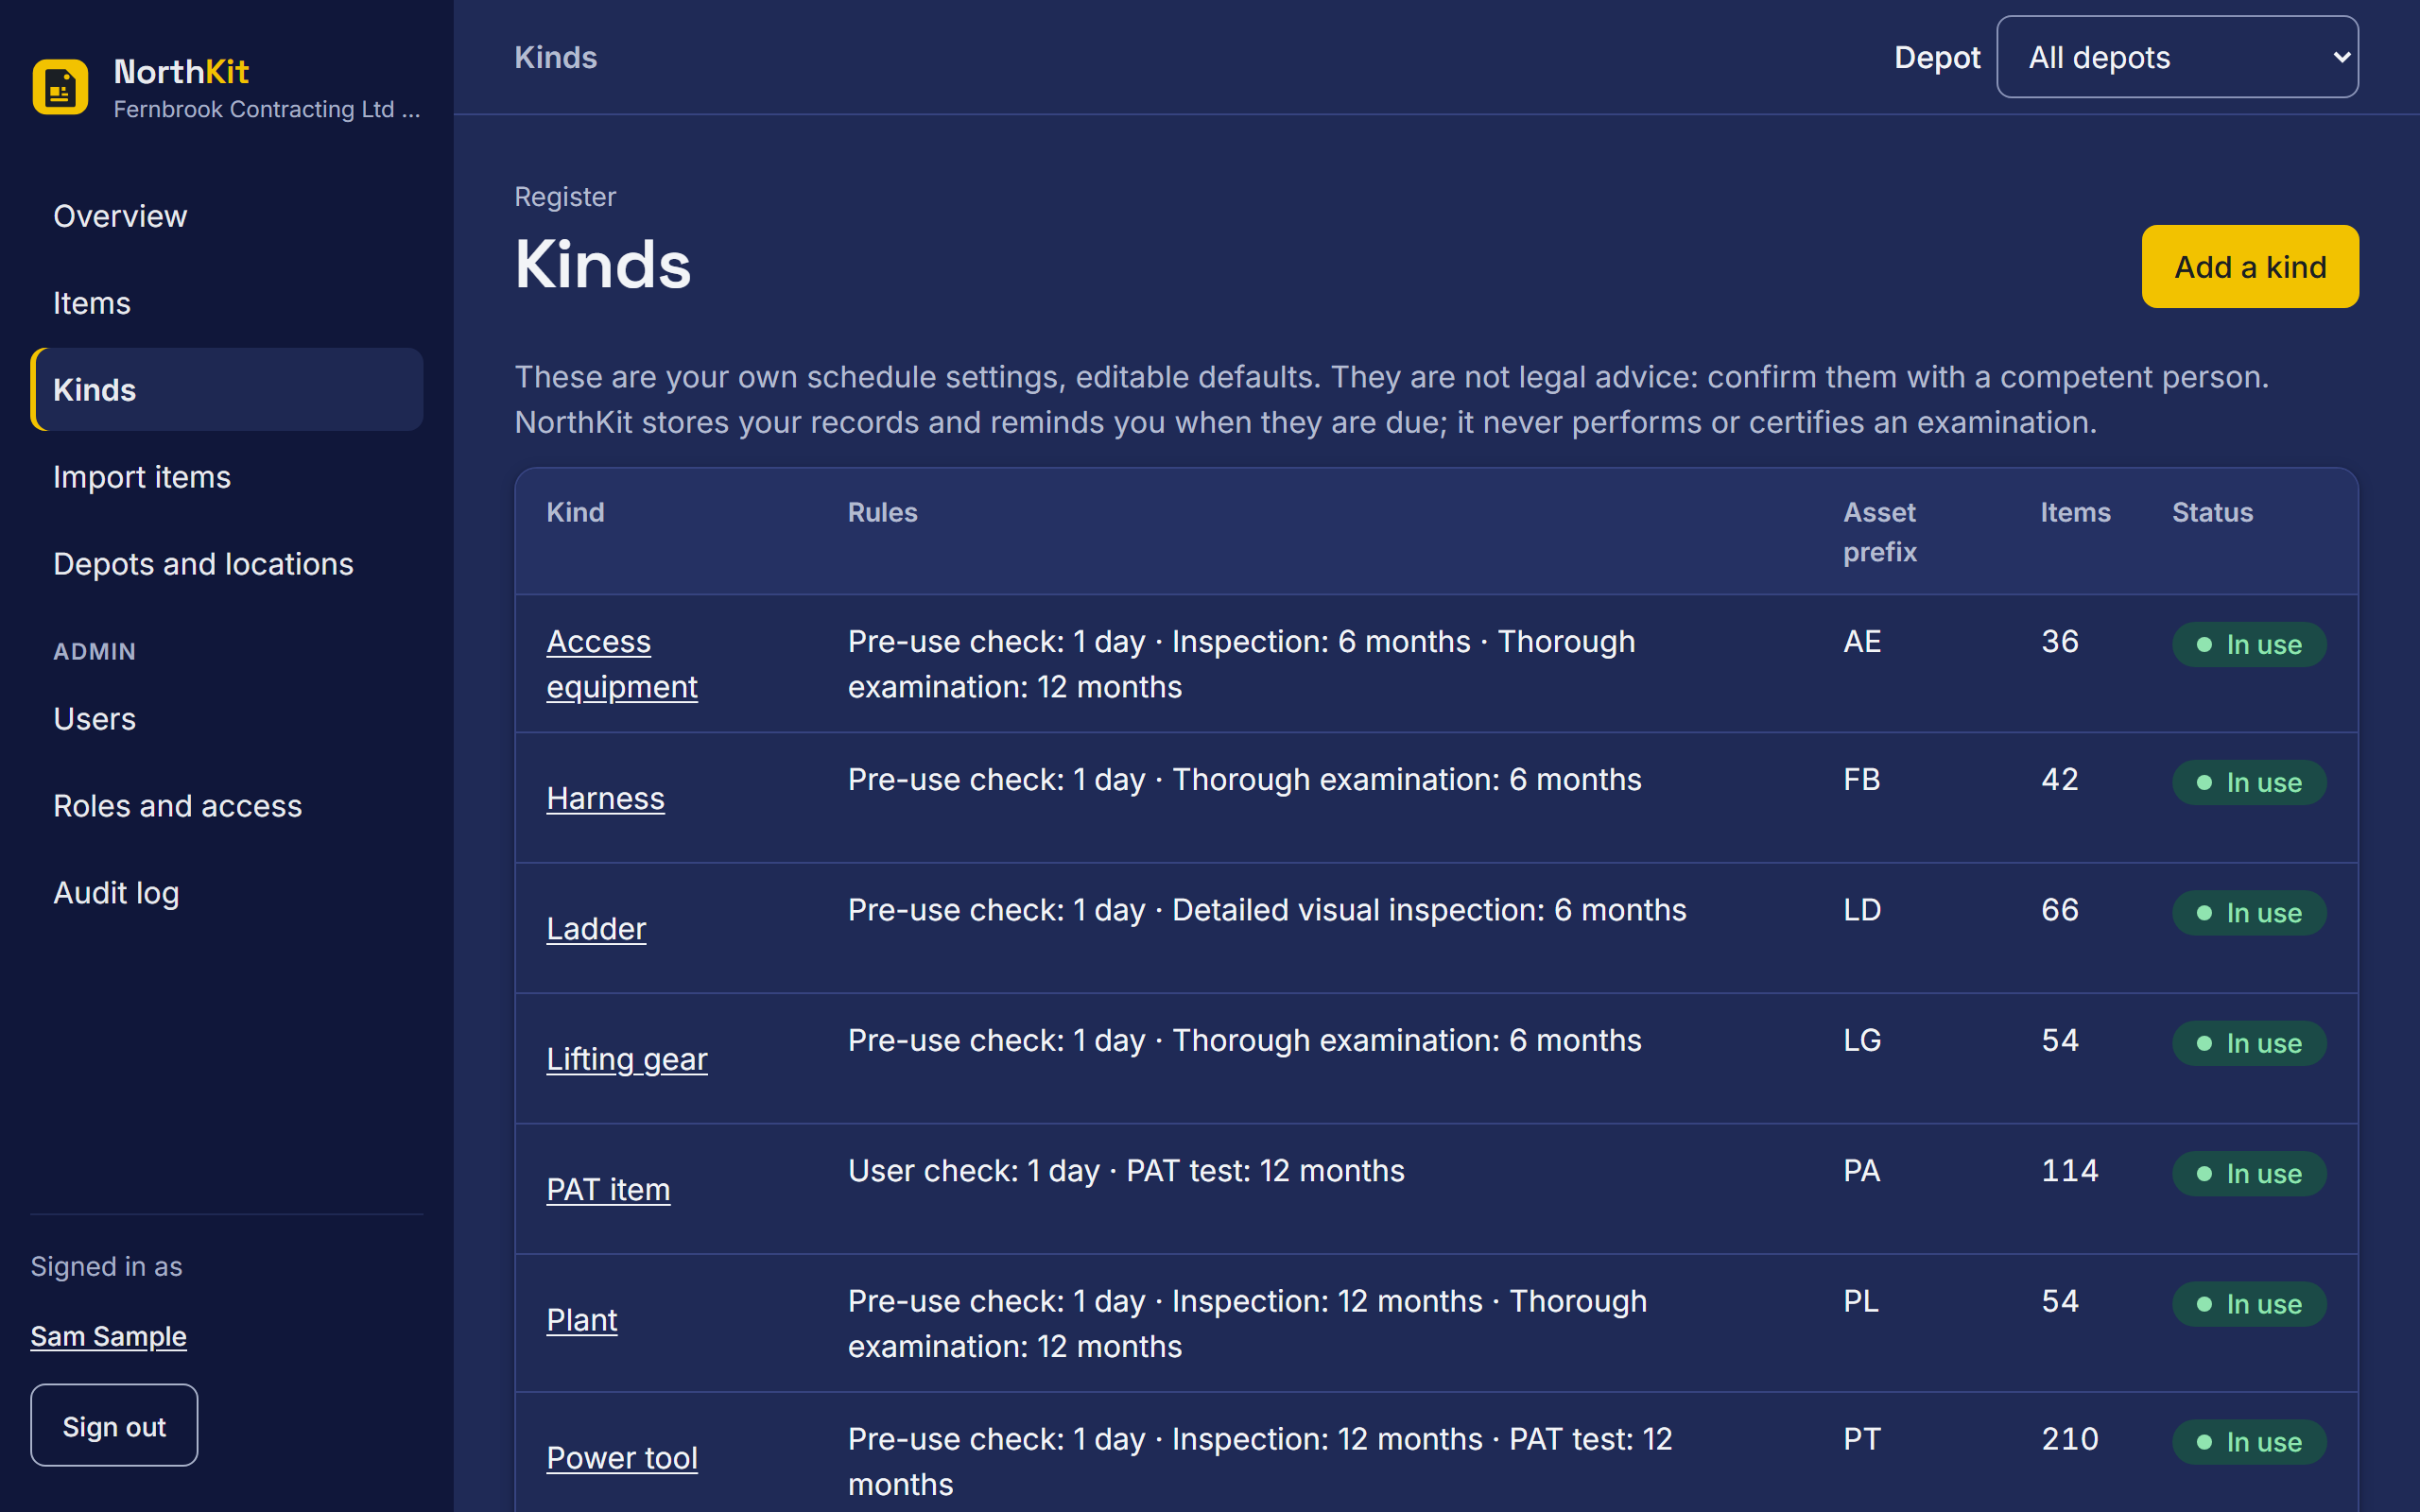 NorthKit
Fernbrook Contracting Ltd ...
Overview
Items
Kinds
Import items
Depots and locations
ADMIN
Users
Roles and access
Audit log
Signed in as
Sam Sample
Sign out
Kinds
Depot All depots
Register
Kinds
Add a kind
These are your own schedule settings, editable defaults. They are not legal advice: confirm them with a competent person.
NorthKit stores your records and reminds you when they are due; it never performs or certifies an examination.
Kind Rules Asset prefix Items Status
Access equipment Pre-use check: 1 day · Inspection: 6 months · Thorough examination: 12 months AE 36 In use
Harness Pre-use check: 1 day · Thorough examination: 6 months FB 42 In use
Ladder Pre-use check: 1 day · Detailed visual inspection: 6 months LD 66 In use
Lifting gear Pre-use check: 1 day · Thorough examination: 6 months LG 54 In use
PAT item User check: 1 day · PAT test: 12 months PA 114 In use
Plant Pre-use check: 1 day · Inspection: 12 months · Thorough examination: 12 months PL 54 In use
Power tool Pre-use check: 1 day · Inspection: 12 months · PAT test: 12 months PT 210 In use